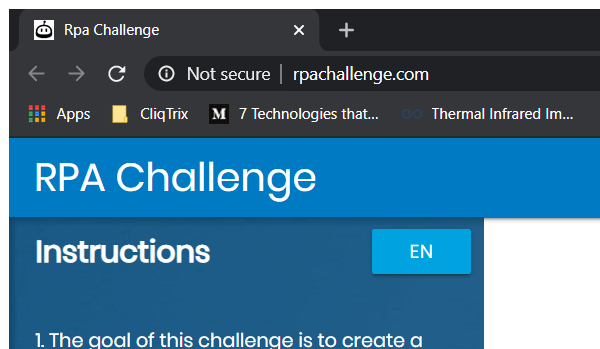 Rpa Challenge
Not secure | rpachallenge.com
Apps CliqTrix M 7 Technologies that... Thermal Infrared Im...
RPA Challenge
Instructions EN
1. The goal of this challenge is to create a